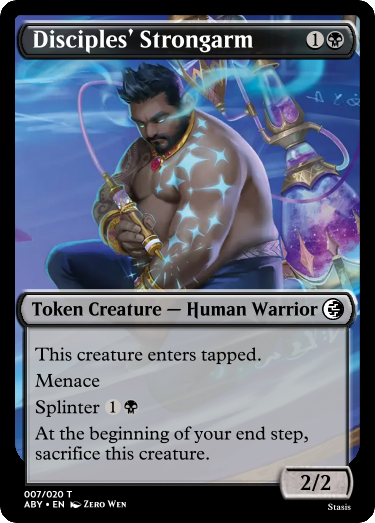 Disciples' Strongarm 1
Token Creature — Human Warrior
This creature enters tapped.
Menace
Splinter 1
At the beginning of your end step,
sacrifice this creature.
2/2
007/020 T
ABY • EN Zero Wen
Stasis